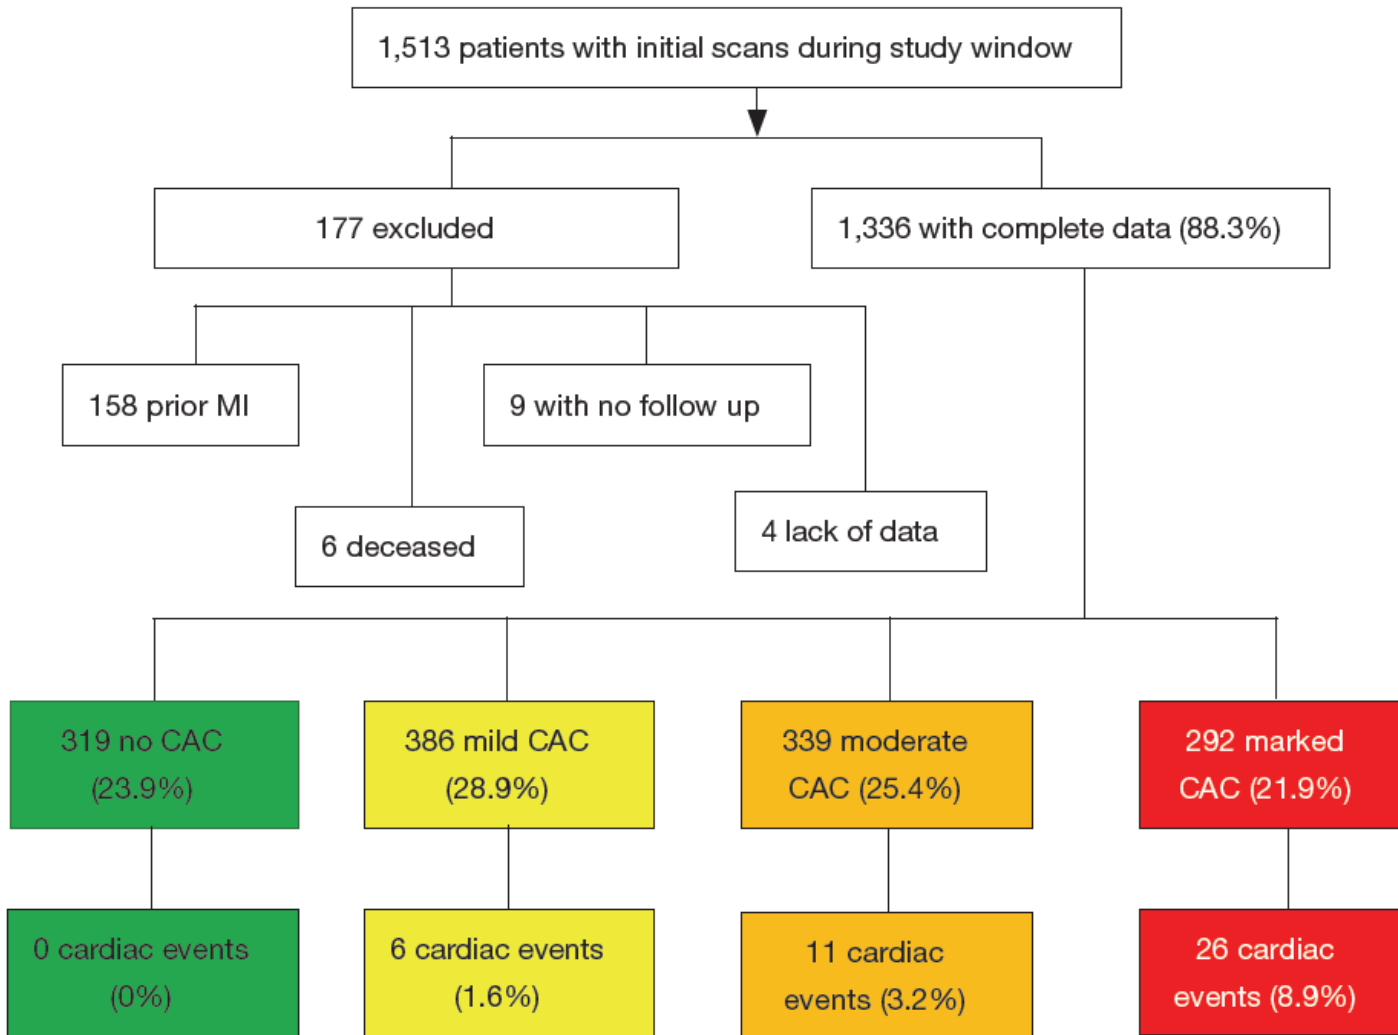 1,513 patients with initial scans during study window
177 excluded
1,336 with complete data (88.3%)
158 prior MI
9 with no follow up
6 deceased
4 lack of data
319 no CAC
(23.9%)
386 mild CAC
(28.9%)
339 moderate
CAC (25.4%)
292 marked
CAC (21.9%)
0 cardiac events
(0%)
6 cardiac events
(1.6%)
11 cardiac
events (3.2%)
26 cardiac
events (8.9%)